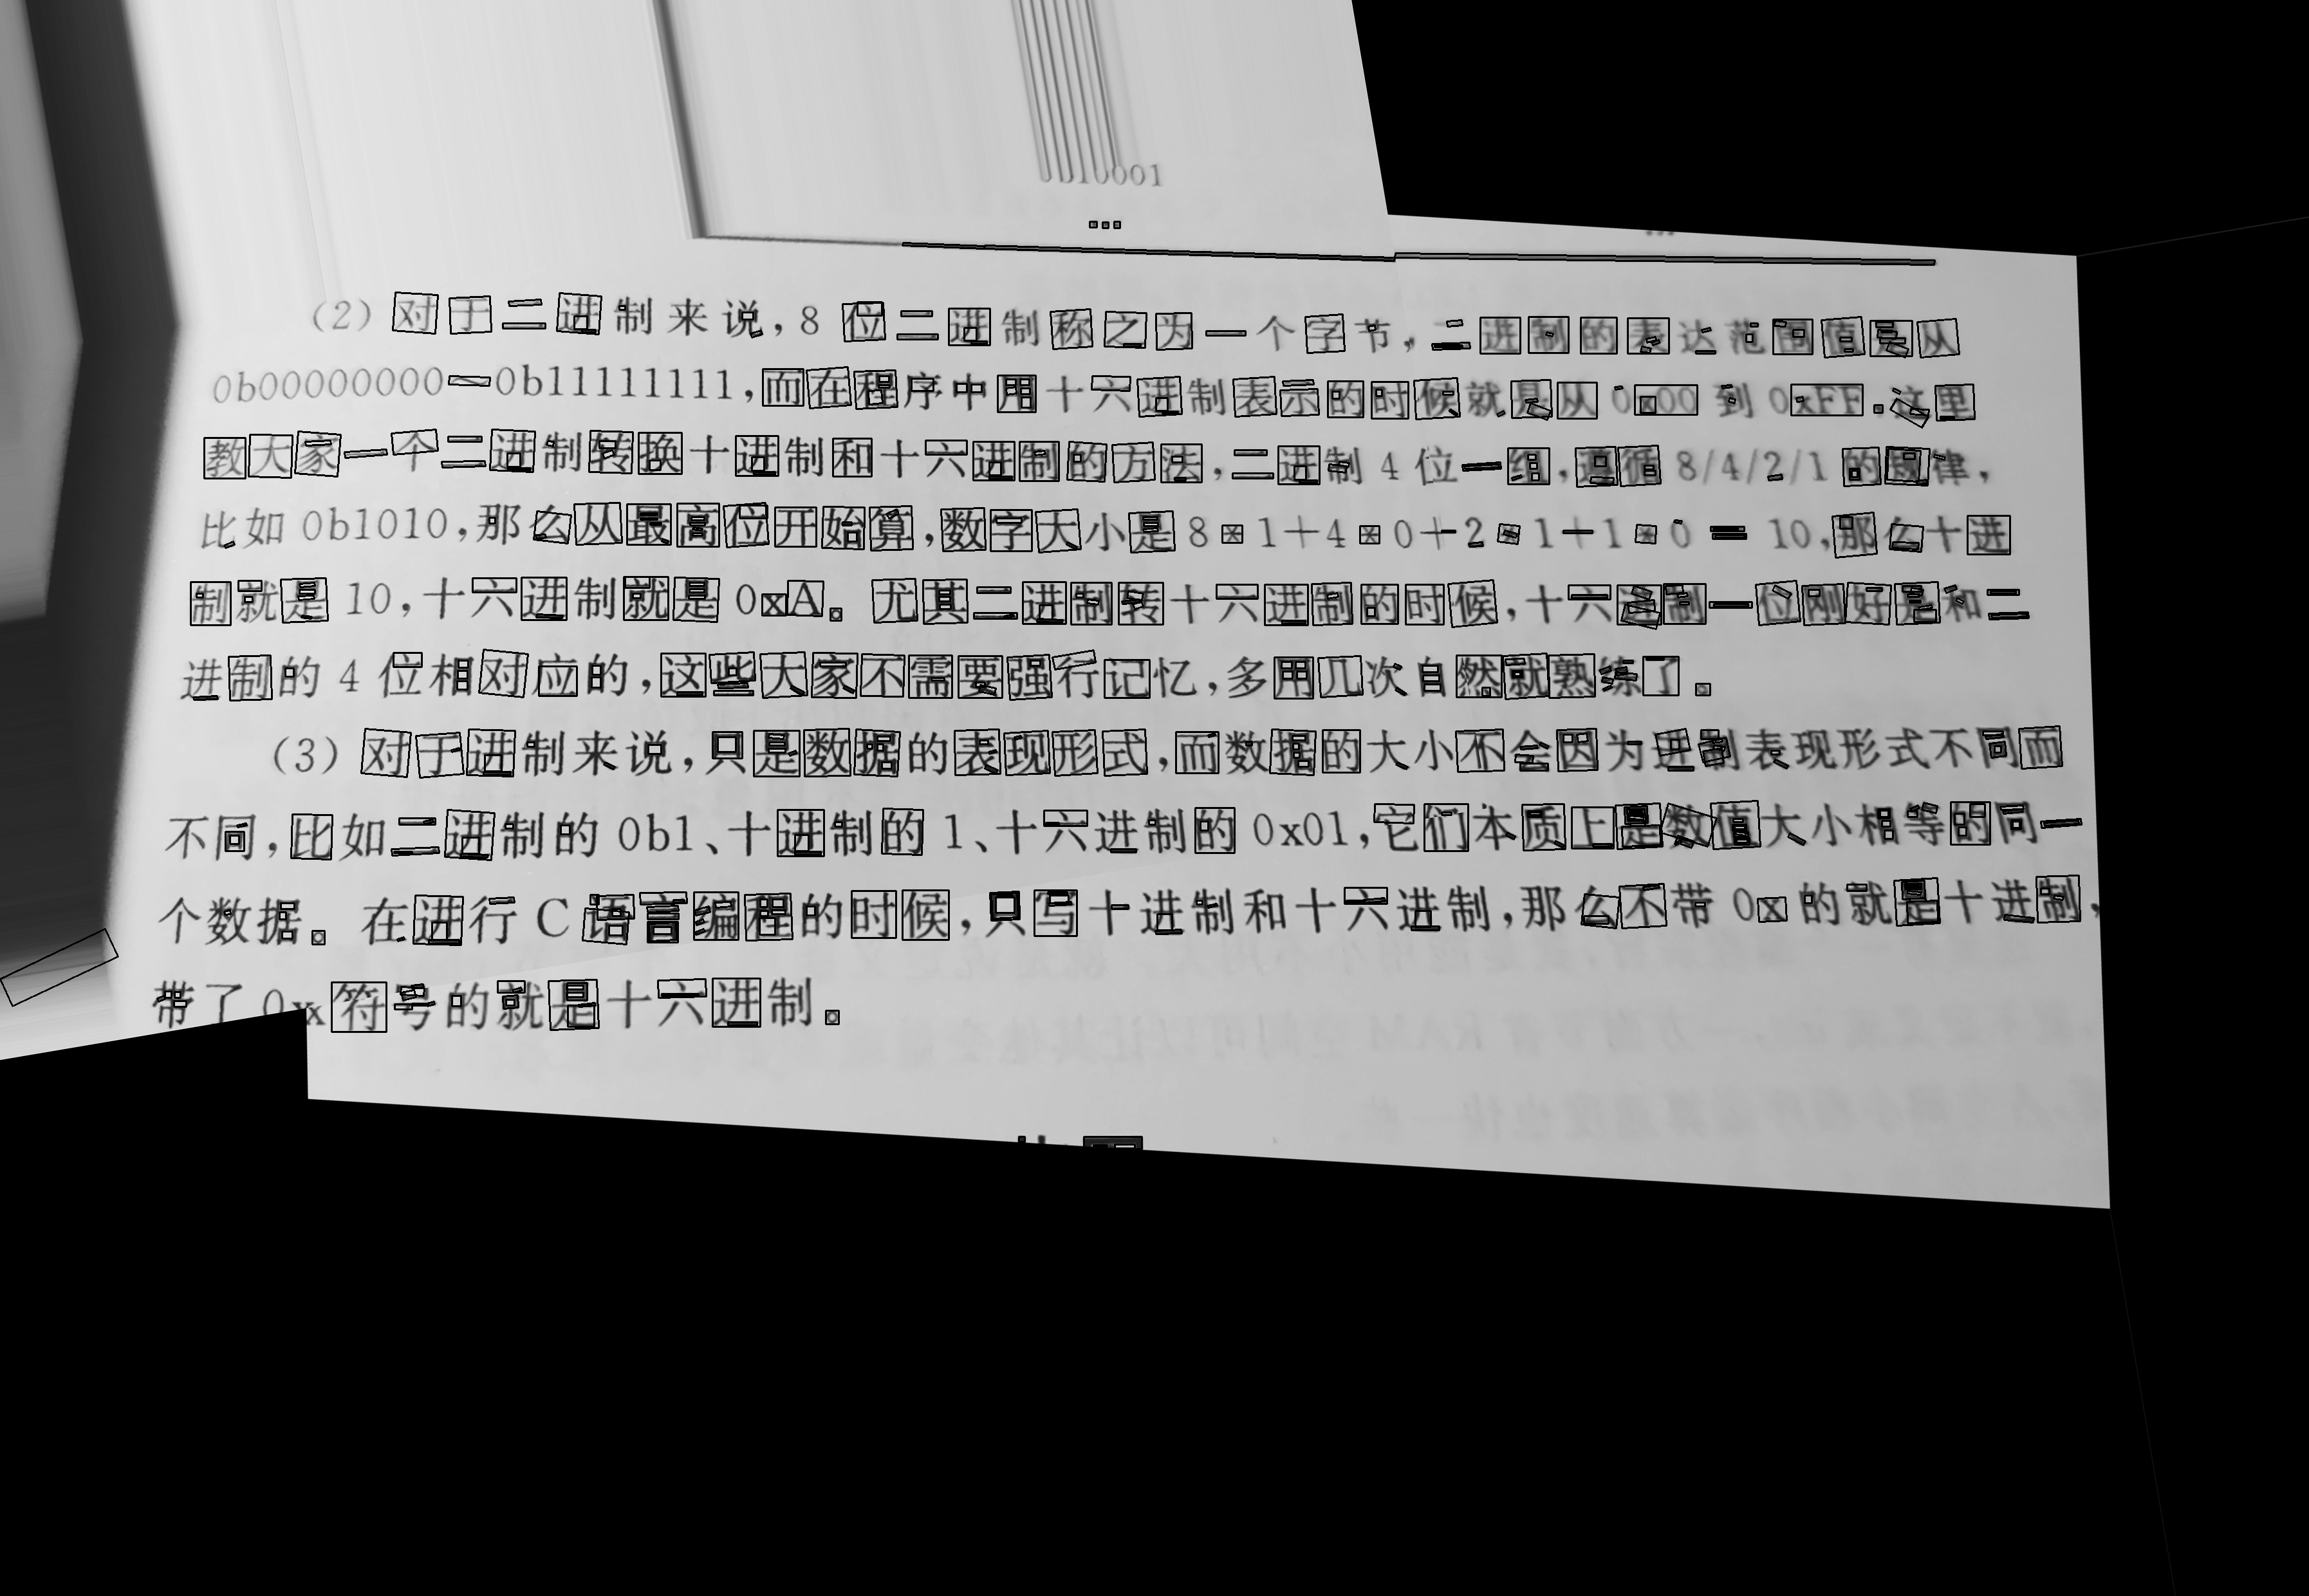 0b10001
…
(2) 对于二进制来说,8 位二进制称之为一个字节,二进制的表达范围值是从
0b00000000—0b11111111,而在程序中用十六进制表示的时候就是从 0x00 到 0xFF。这里
教大家一个二进制转换十进制和十六进制的方法,二进制 4 位一组,遵循 8/4/2/1 的规律,
比如 0b1010,那么从最高位开始算,数字大小是 8*1+4*0+2*1+1*0 = 10,那么十进
制就是 10,十六进制就是 0xA。尤其二进制转十六进制的时候,十六进制一位刚好是和二
进制的 4 位相对应的,这些大家不需要强行记忆,多用几次自然就熟练了。
(3) 对于进制来说,只是数据的表现形式,而数据的大小不会因为进制表现形式不同而
不同,比如二进制的 0b1、十进制的 1、十六进制的 0x01,它们本质上是数值大小相等的同一
个数据。在进行 C 语言编程的时候,只写十进制和十六进制,那么不带 0x 的就是十进制,
带了 0x 符号的就是十六进制。